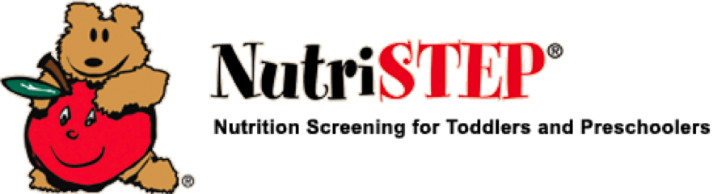 NutriSTEP®
Nutrition Screening for Toddlers and Preschoolers
®